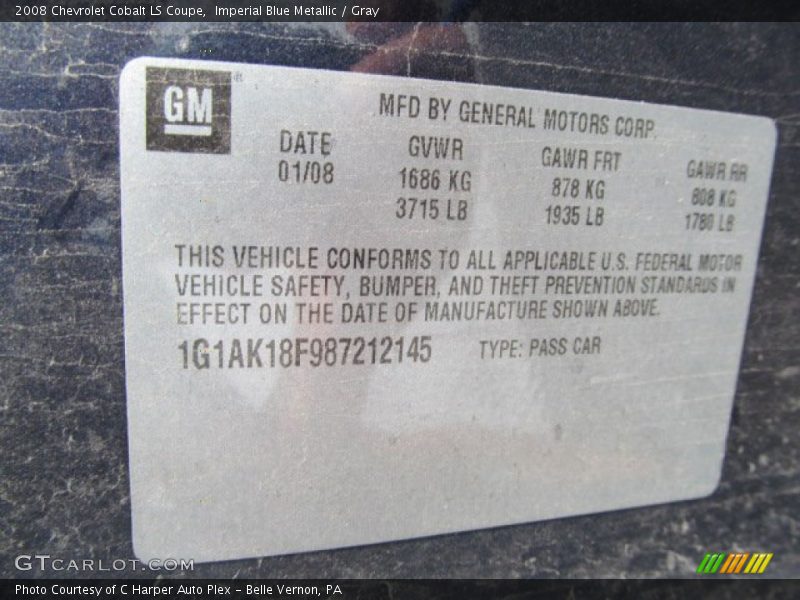 2008 Chevrolet Cobalt LS Coupe, Imperial Blue Metallic / Gray
GM
®
MFD BY GENERAL MOTORS CORP.
DATE GVWR GAWR FRT GAWR RR
01/08 1686 KG 878 KG 808 KG
3715 LB 1935 LB 1780 LB
THIS VEHICLE CONFORMS TO ALL APPLICABLE U.S. FEDERAL MOTOR
VEHICLE SAFETY, BUMPER, AND THEFT PREVENTION STANDARDS IN
EFFECT ON THE DATE OF MANUFACTURE SHOWN ABOVE.
1G1AK18F987212145 TYPE: PASS CAR
GTCARLOT.COM
Photo Courtesy of C Harper Auto Plex - Belle Vernon, PA